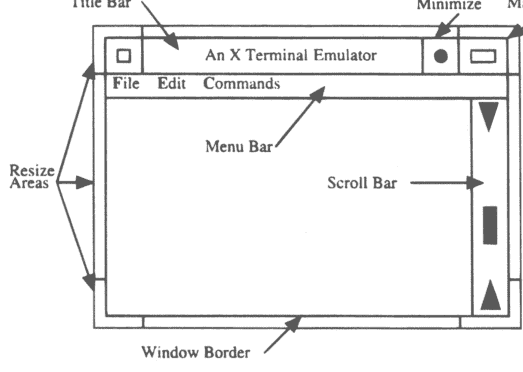 Title Bar
Minimize
An X Terminal Emulator
File Edit Commands
Menu Bar
Resize
Areas
Scroll Bar
Window Border